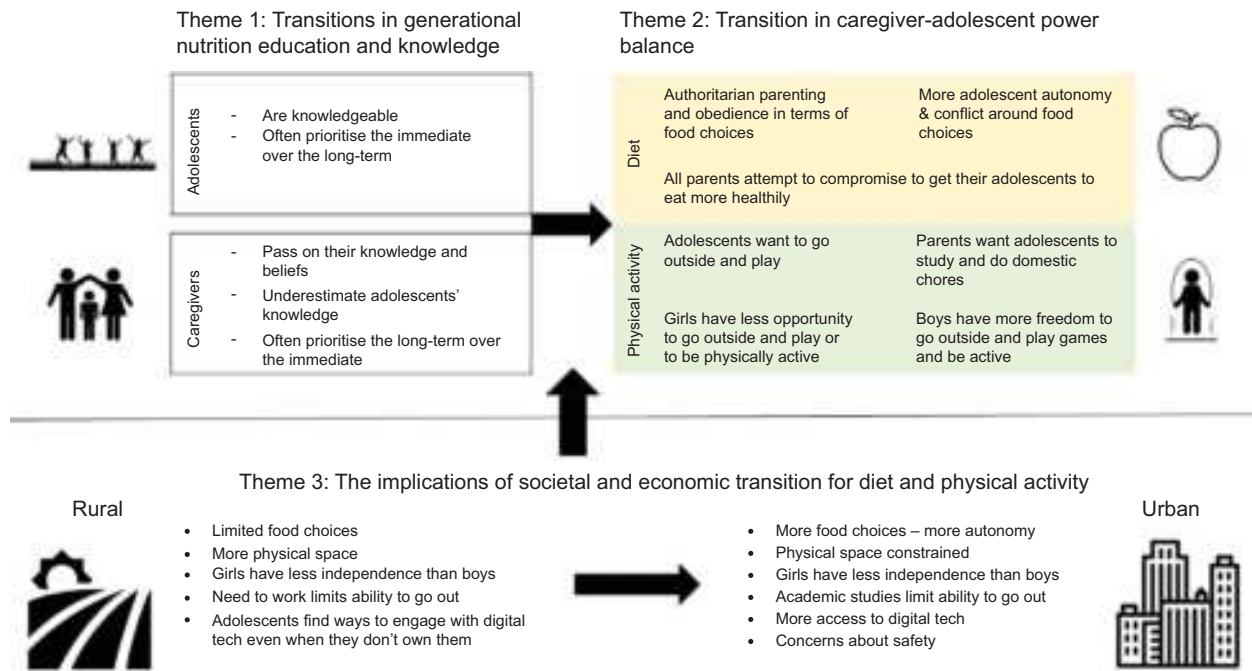 Theme 1: Transitions in generational
nutrition education and knowledge
Adolescents
- Are knowledgeable
- Often prioritise the immediate
over the long-term
Caregivers
- Pass on their knowledge and
beliefs
- Underestimate adolescents'
knowledge
- Often prioritise the long-term over
the immediate
Theme 2: Transition in caregiver-adolescent power
balance
Diet
Authoritarian parenting
and obedience in terms of
food choices
More adolescent autonomy
& conflict around food
choices
All parents attempt to compromise to get their adolescents to
eat more healthily
Physical activity
Adolescents want to go
outside and play
Parents want adolescents to
study and do domestic
chores
Girls have less opportunity
to go outside and play or
to be physically active
Boys have more freedom to
go outside and play games
and be active
Theme 3: The implications of societal and economic transition for diet and physical activity
Rural
• Limited food choices
• More physical space
• Girls have less independence than boys
• Need to work limits ability to go out
• Adolescents find ways to engage with digital
tech even when they don't own them
Urban
• More food choices – more autonomy
• Physical space constrained
• Girls have less independence than boys
• Academic studies limit ability to go out
• More access to digital tech
• Concerns about safety